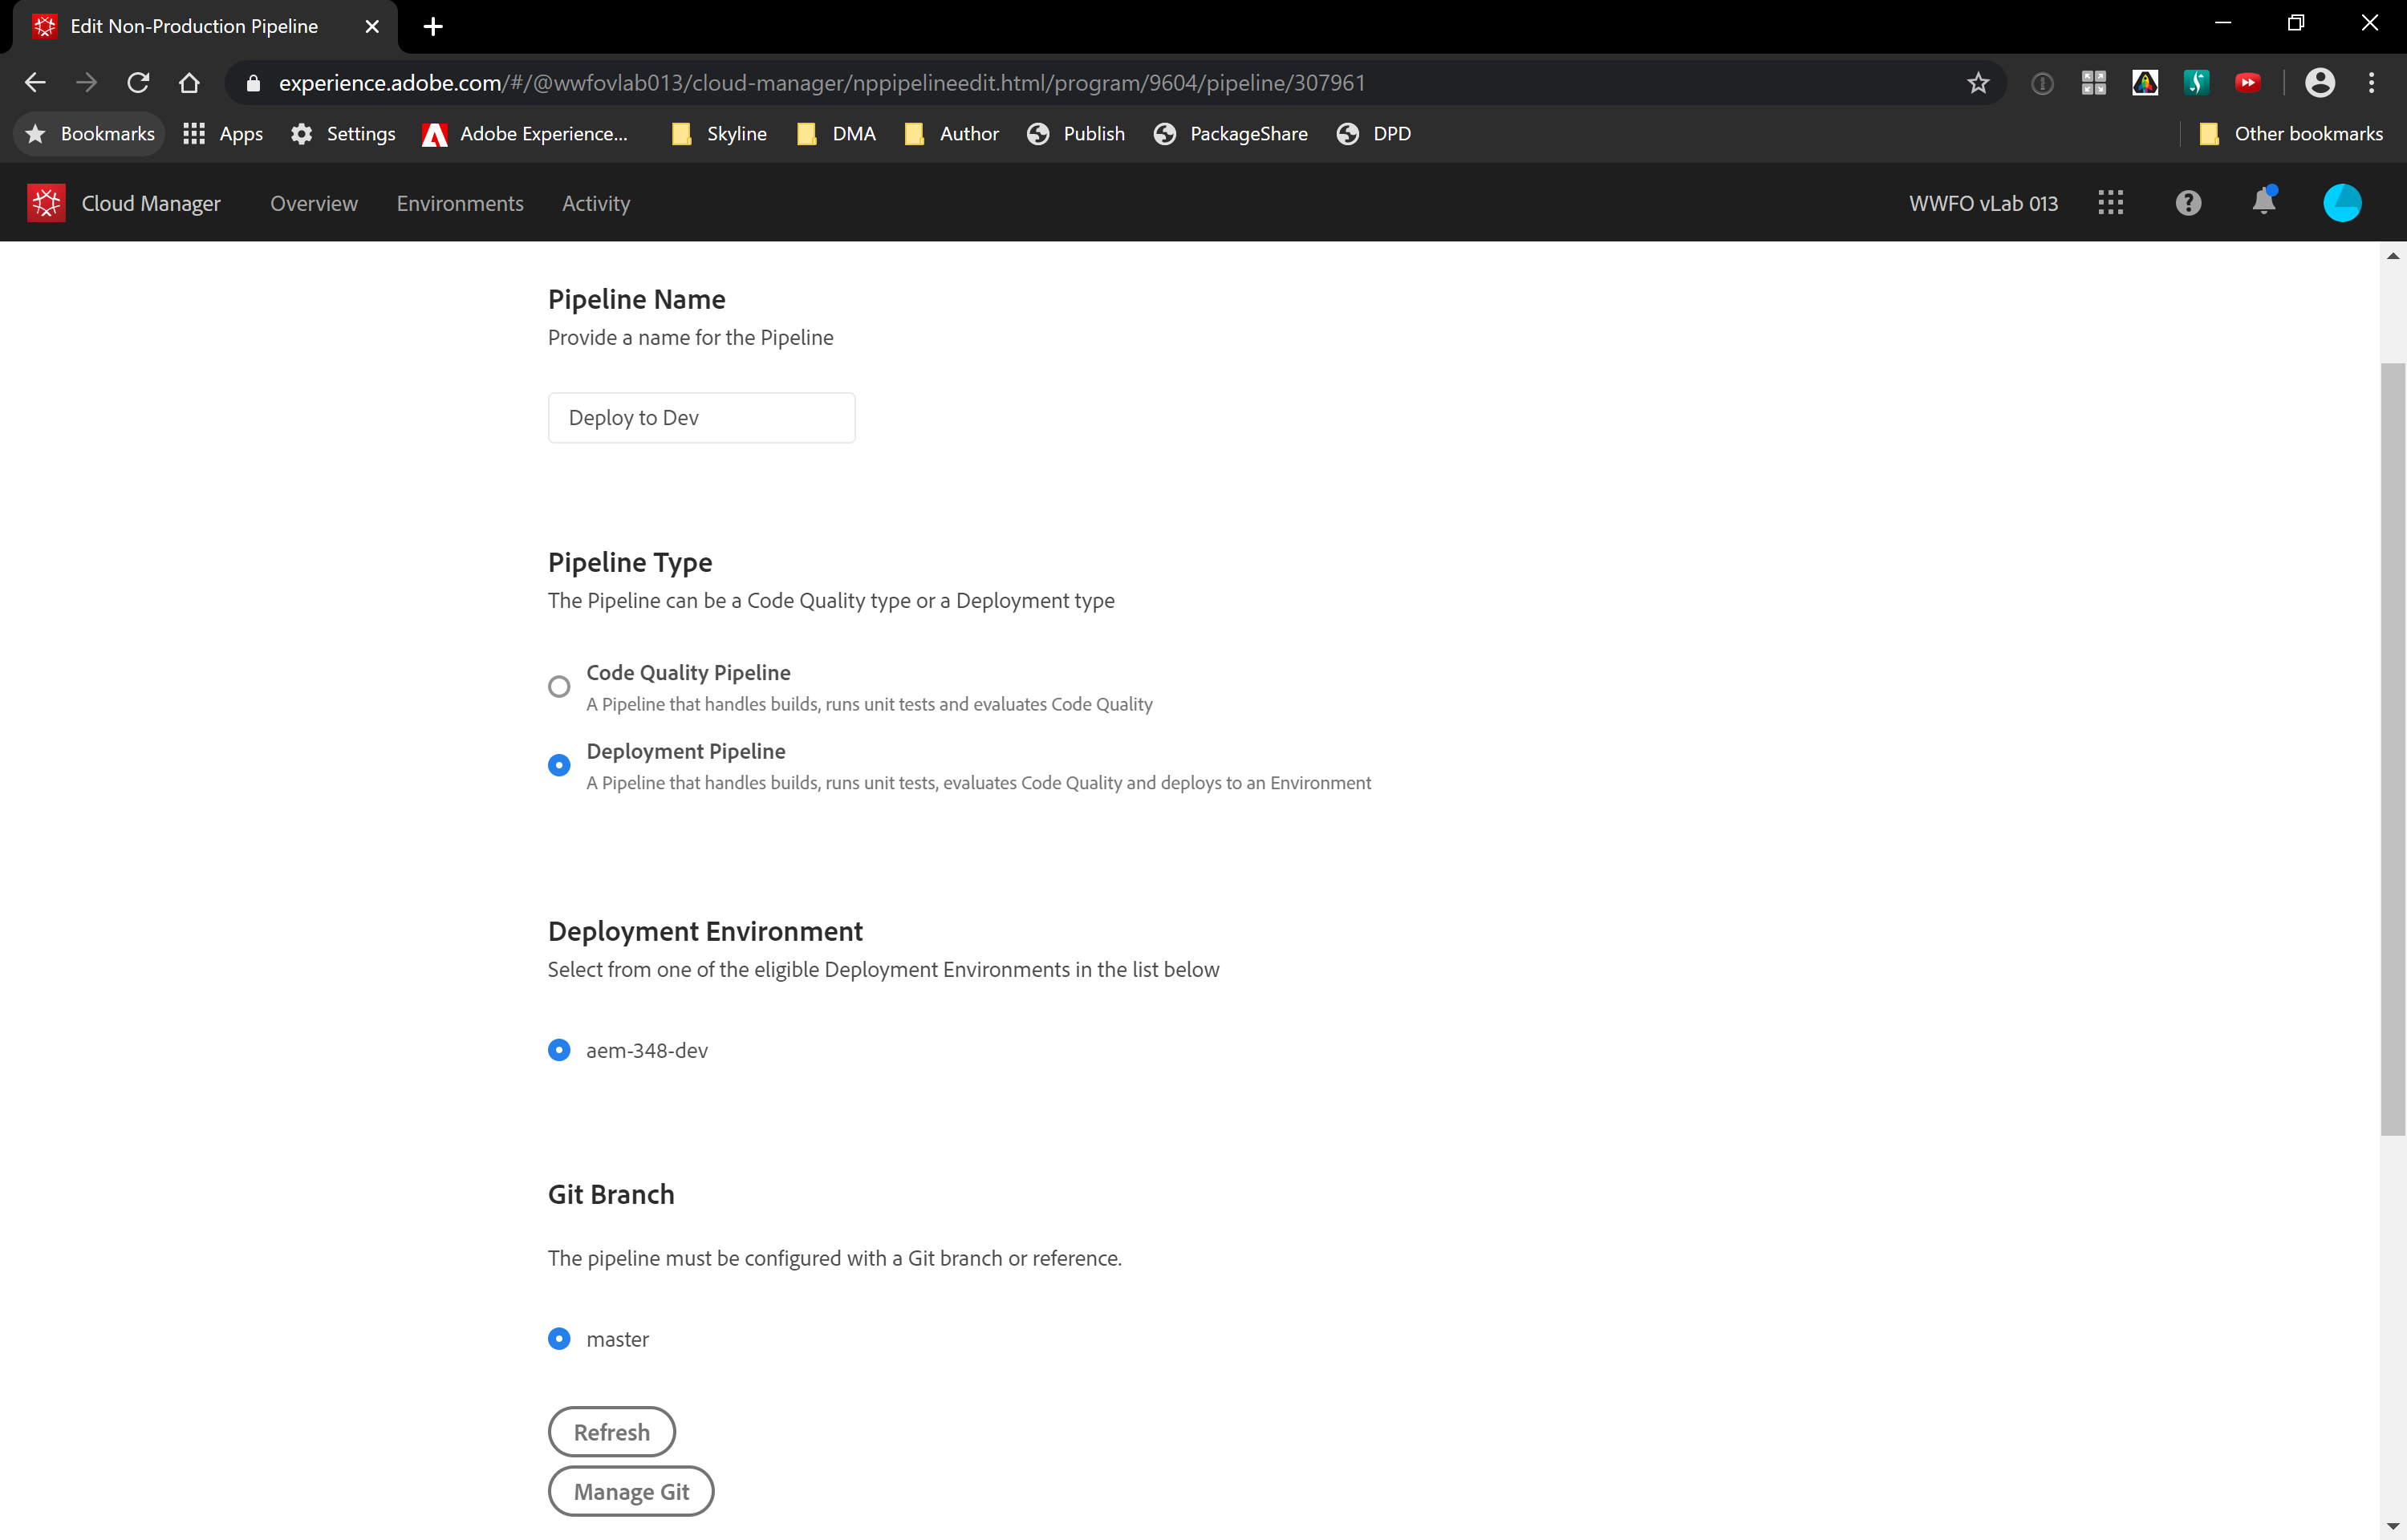 Edit Non-Production Pipeline
experience.adobe.com/#/@wwfovlab013/cloud-manager/nppipelineedit.html/program/9604/pipeline/307961
Bookmarks Apps Settings Adobe Experience... Skyline DMA Author Publish PackageShare DPD Other bookmarks
Cloud Manager Overview Environments Activity WWFO vLab 013
Pipeline Name
Provide a name for the Pipeline
Deploy to Dev
Pipeline Type
The Pipeline can be a Code Quality type or a Deployment type
Code Quality Pipeline
A Pipeline that handles builds, runs unit tests and evaluates Code Quality
Deployment Pipeline
A Pipeline that handles builds, runs unit tests, evaluates Code Quality and deploys to an Environment
Deployment Environment
Select from one of the eligible Deployment Environments in the list below
aem-348-dev
Git Branch
The pipeline must be configured with a Git branch or reference.
master
Refresh
Manage Git